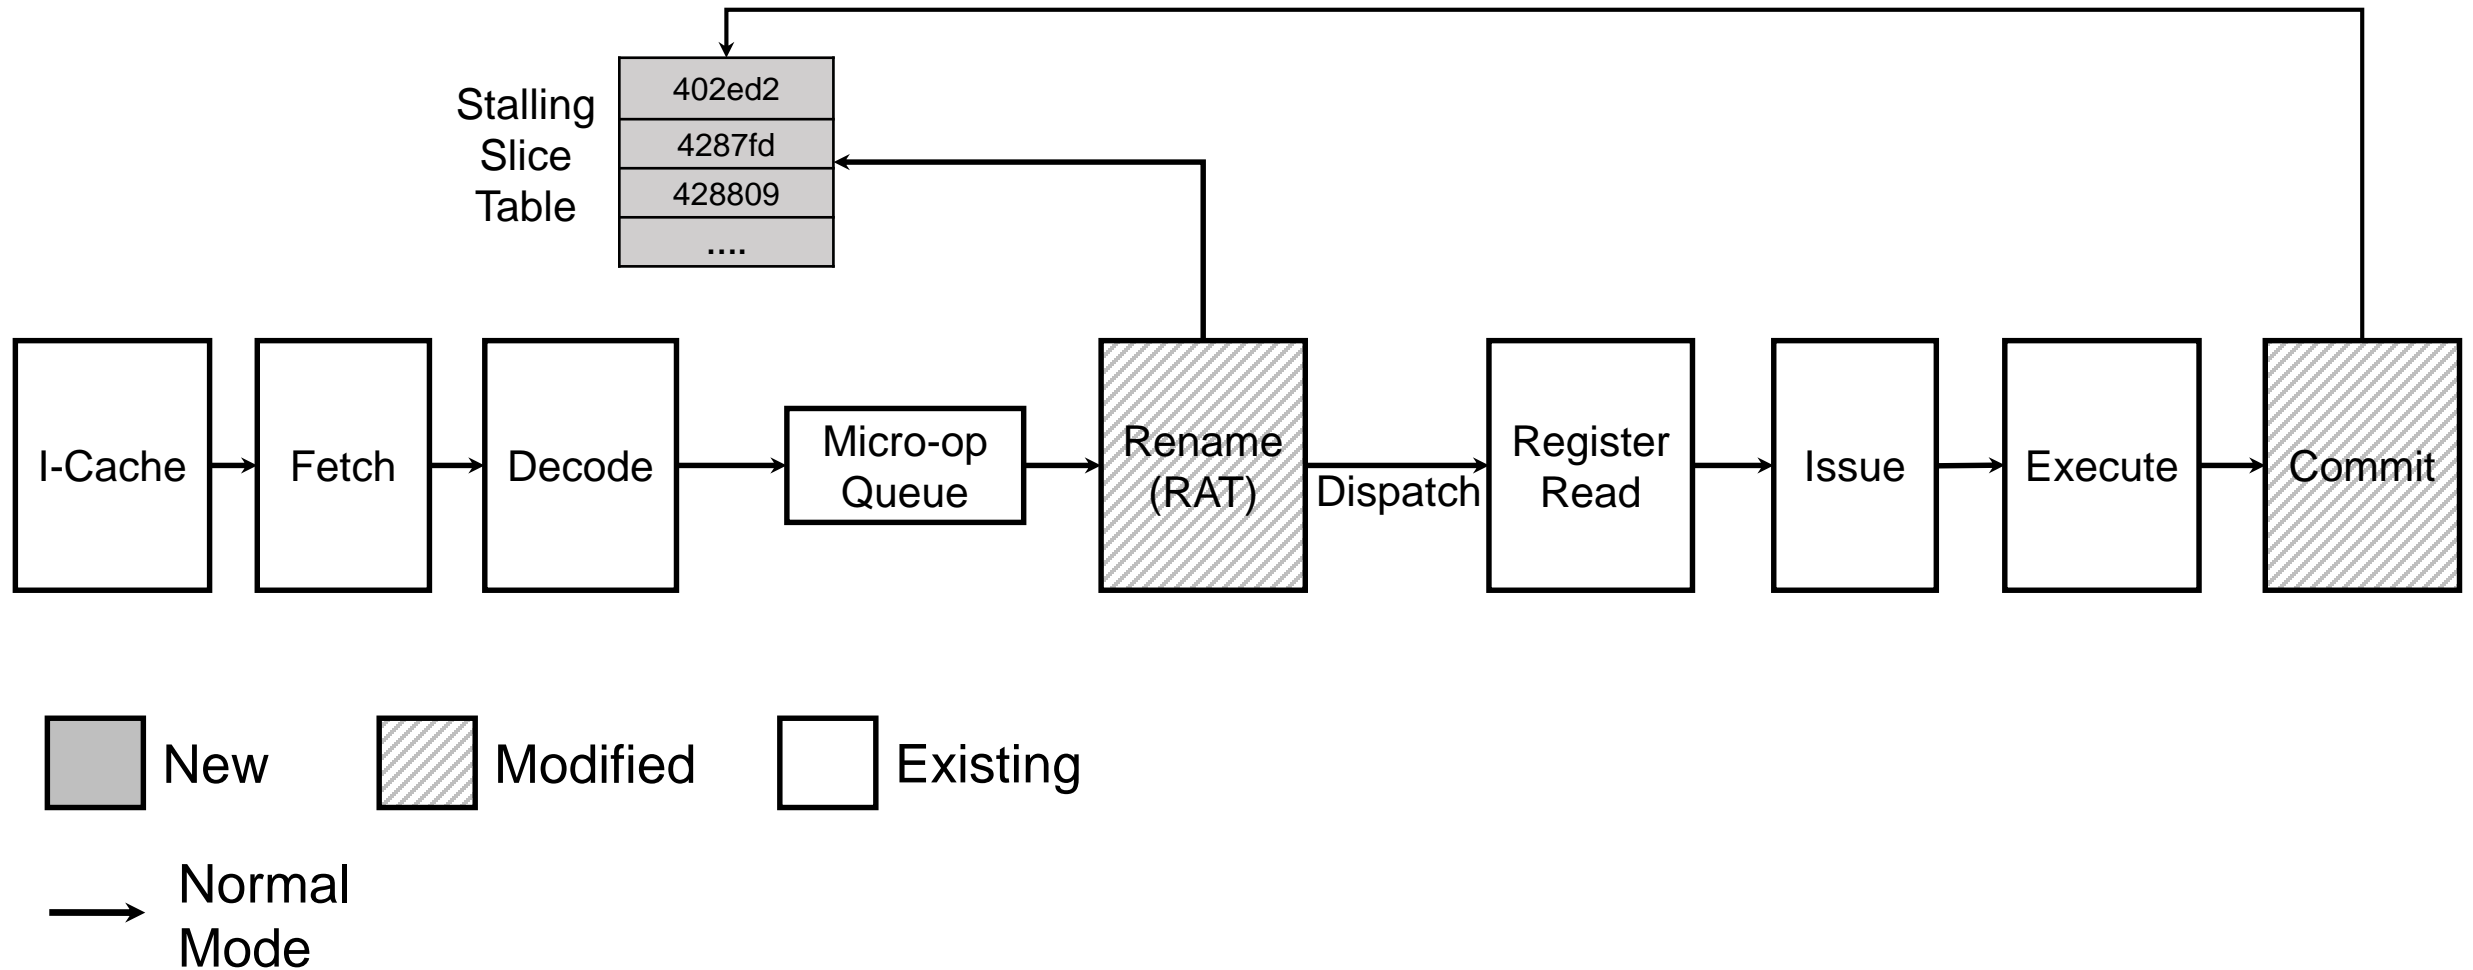 402ed2
Stalling
4287fd
Slice
428809
Table
....
I-Cache
Fetch
Decode
Micro-op
Queue
Rename
(RAT)
Dispatch
Register
Read
Issue
Execute
Commit
New
Modified
Existing
Normal
Mode